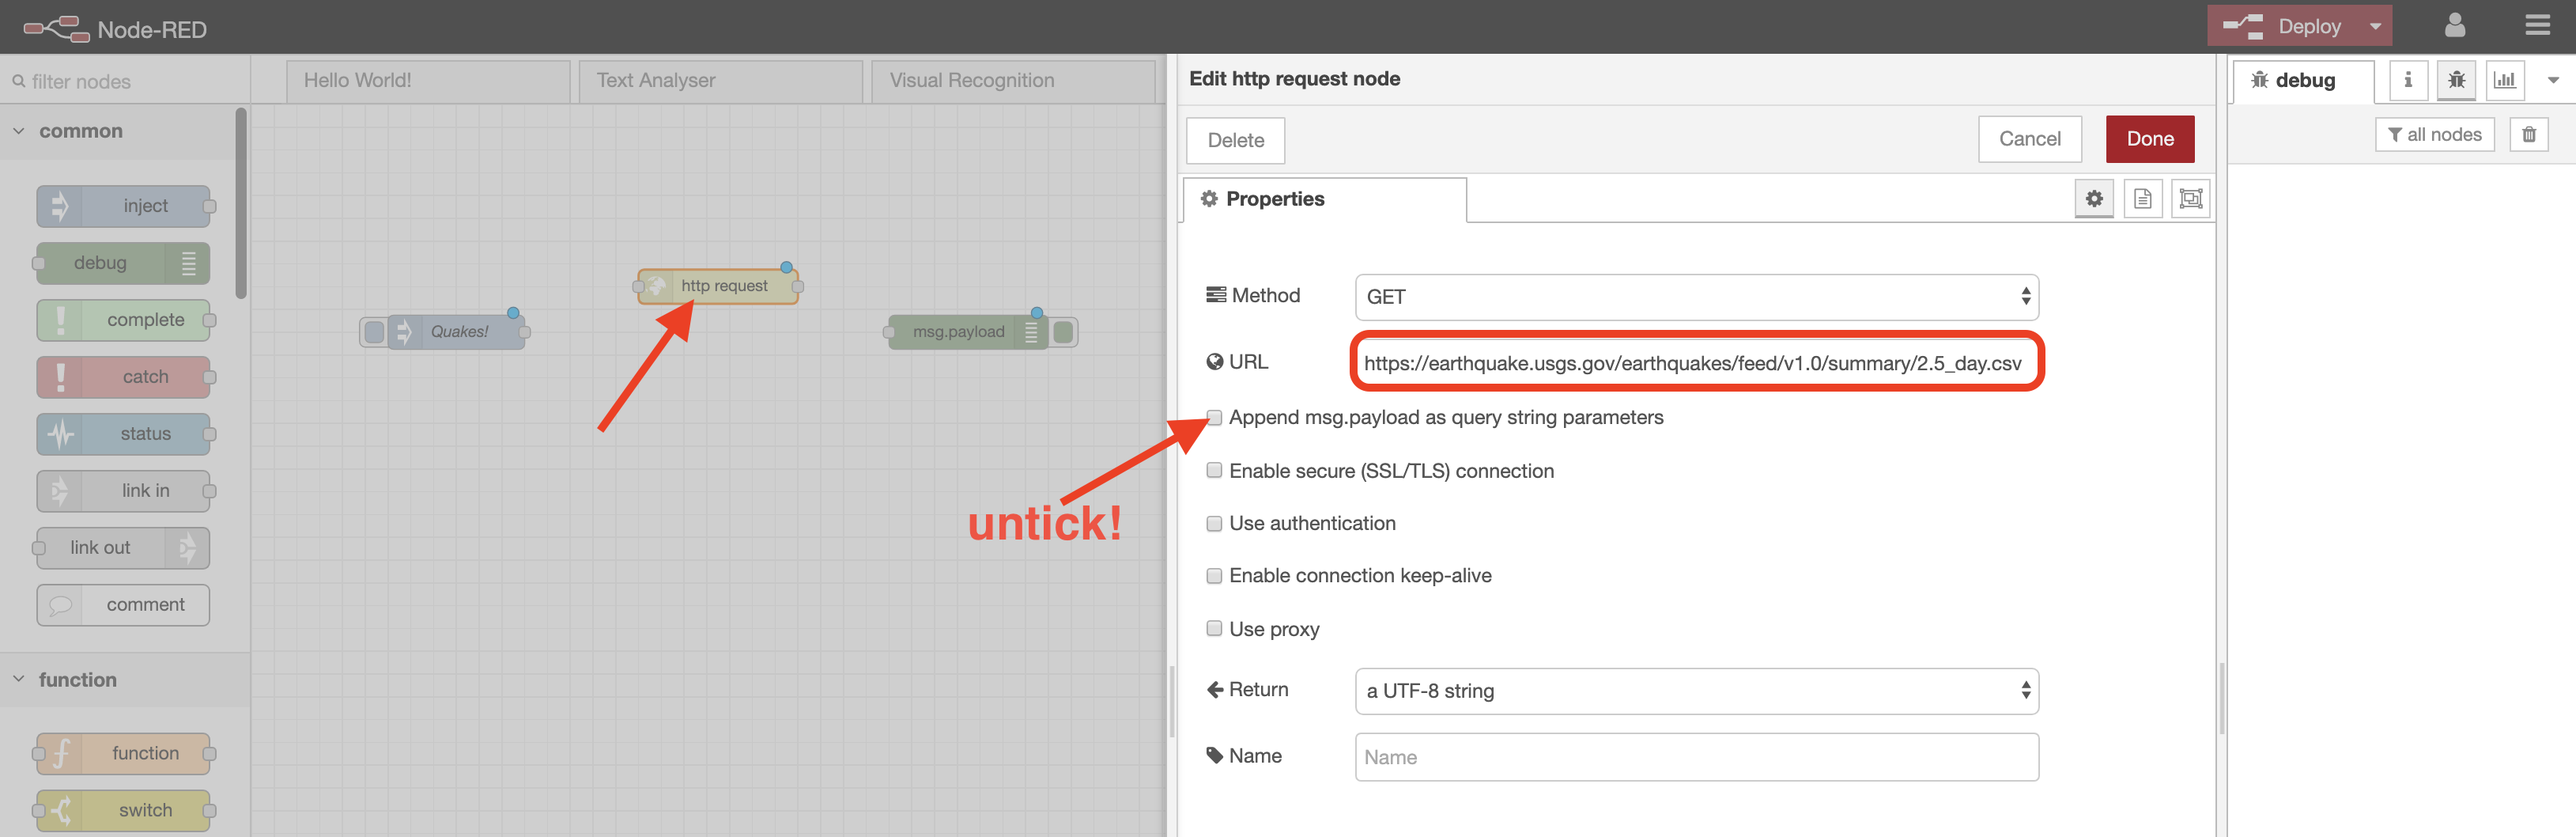 Node-RED
Deploy
filter nodes
Hello World!
Text Analyser
Visual Recognition
Edit http request node
debug
common
Delete
Cancel
Done
all nodes
Properties
inject
debug
complete
catch
status
link in
link out
comment
function
function
switch
http request
Quakes!
msg.payload
untick!
Method
GET
URL
https://earthquake.usgs.gov/earthquakes/feed/v1.0/summary/2.5_day.csv
Append msg.payload as query string parameters
Enable secure (SSL/TLS) connection
Use authentication
Enable connection keep-alive
Use proxy
Return
a UTF-8 string
Name
Name